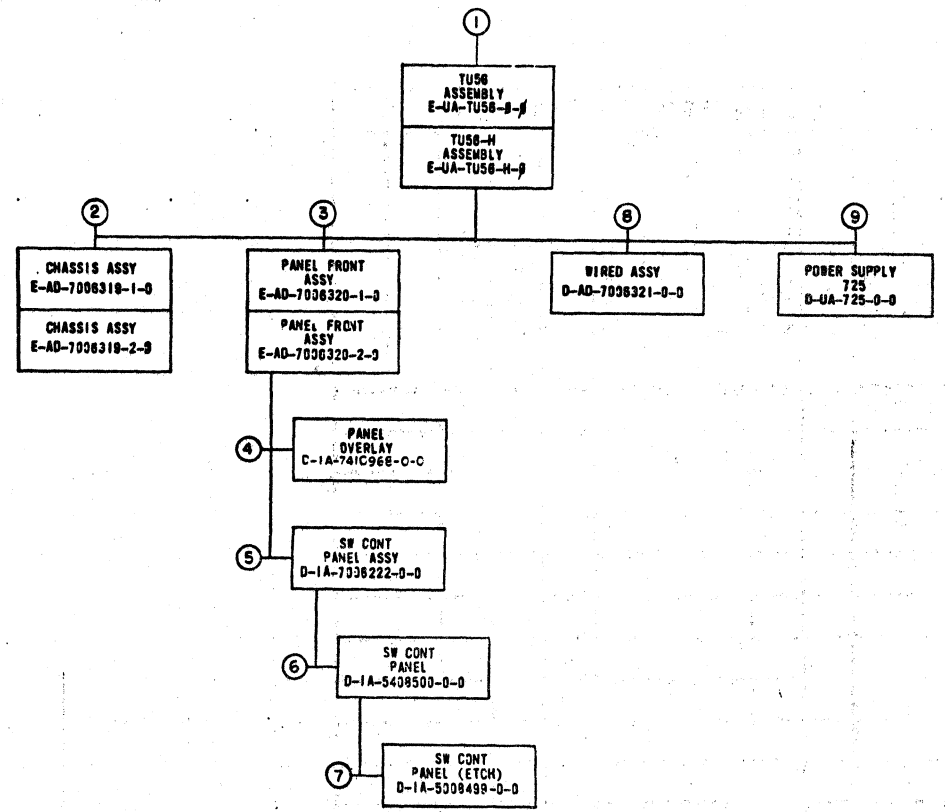 1
TU56
ASSEMBLY
E-UA-TU56-0-0
TU56-H
ASSEMBLY
E-UA-TU56-H-0
2
3
8
9
CHASSIS ASSY
E-AD-7006319-1-0
CHASSIS ASSY
E-AD-7006319-2-0
PANEL FRONT
ASSY
E-AD-7006320-1-0
PANEL FRONT
ASSY
E-AD-7006320-2-0
WIRED ASSY
D-AD-7006321-0-0
POWER SUPPLY
725
D-UA-725-0-0
4
PANEL
OVERLAY
C-IA-7410968-0-0
5
SW CONT
PANEL ASSY
D-IA-7006222-0-0
6
SW CONT
PANEL
D-IA-5408500-0-0
7
SW CONT
PANEL (ETCH)
D-IA-5008499-0-0